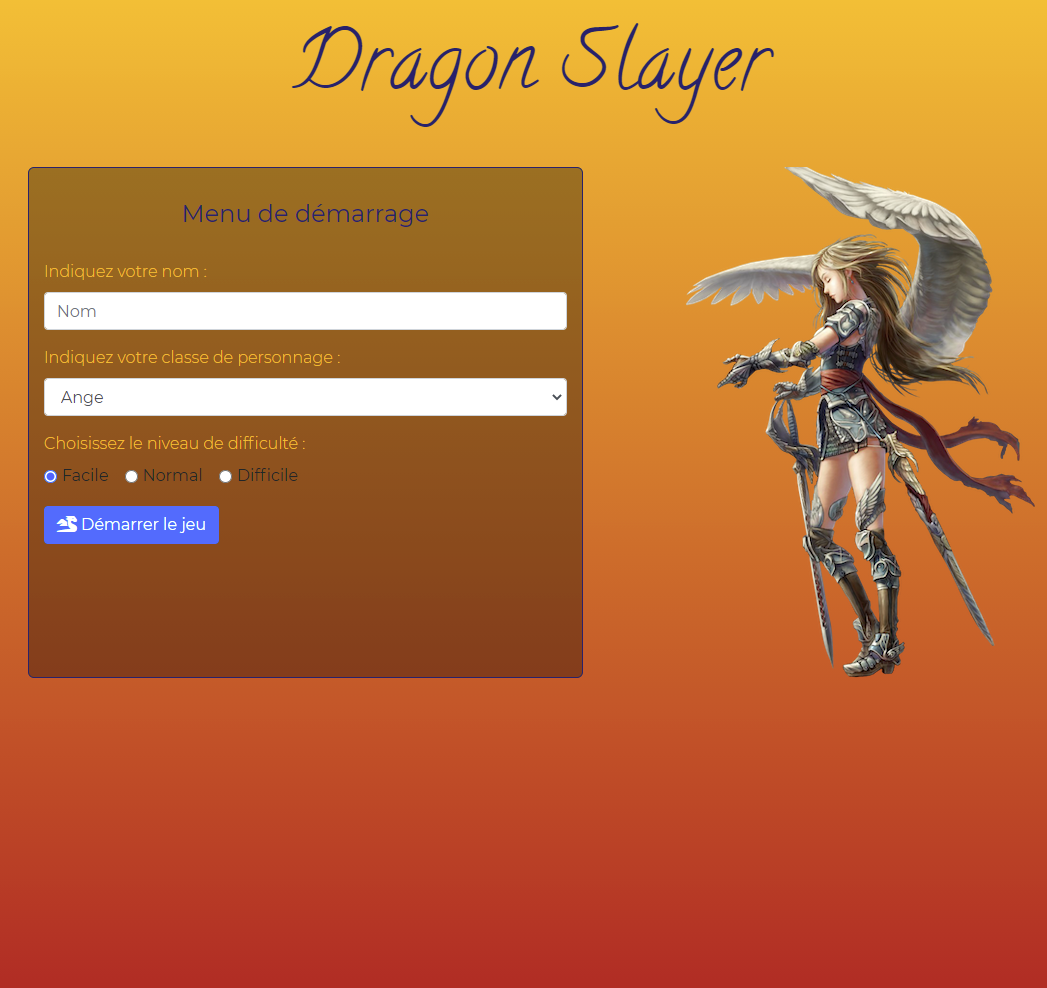 Dragon Slayer
Menu de démarrage
Indiquez votre nom :
Nom
Indiquez votre classe de personnage :
Ange
Choisissez le niveau de difficulté :
Facile Normal Difficile
Démarrer le jeu